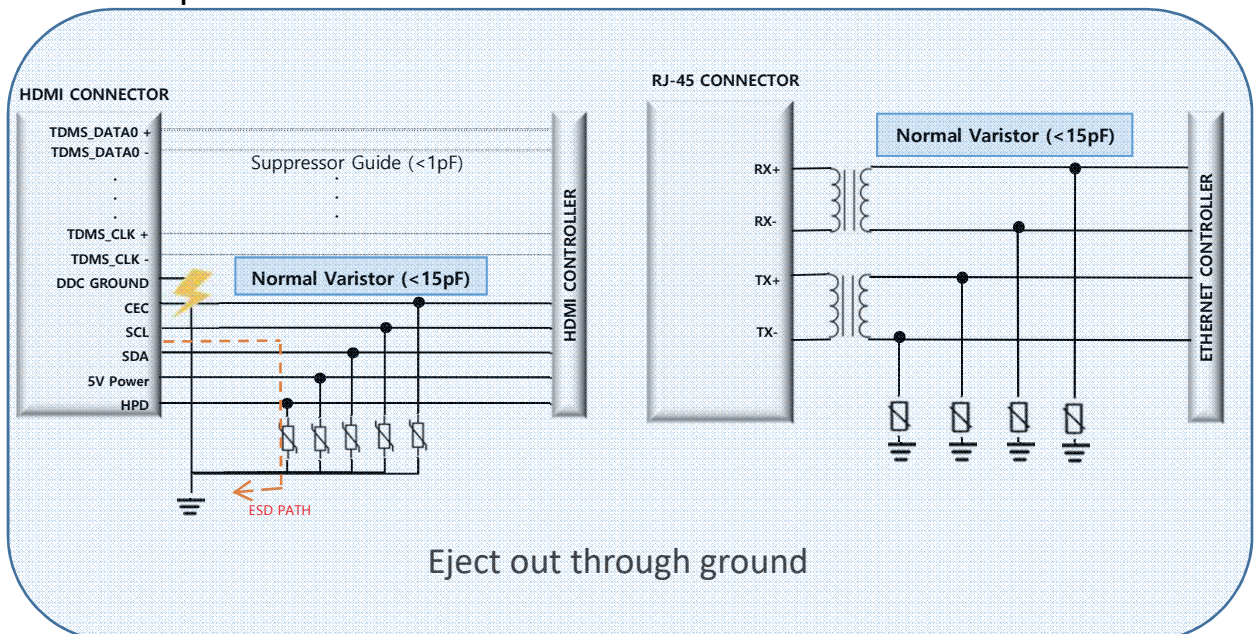 HDMI CONNECTOR
TDMS_DATA0 +
TDMS_DATA0 -
Suppressor Guide (<1pF)
TDMS_CLK +
TDMS_CLK -
DDC GROUND
Normal Varistor (<15pF)
CEC
SCL
SDA
5V Power
HPD
HDMI CONTROLLER
ESD PATH
RJ-45 CONNECTOR
Normal Varistor (<15pF)
RX+
RX-
TX+
TX-
ETHERNET CONTROLLER
Eject out through ground